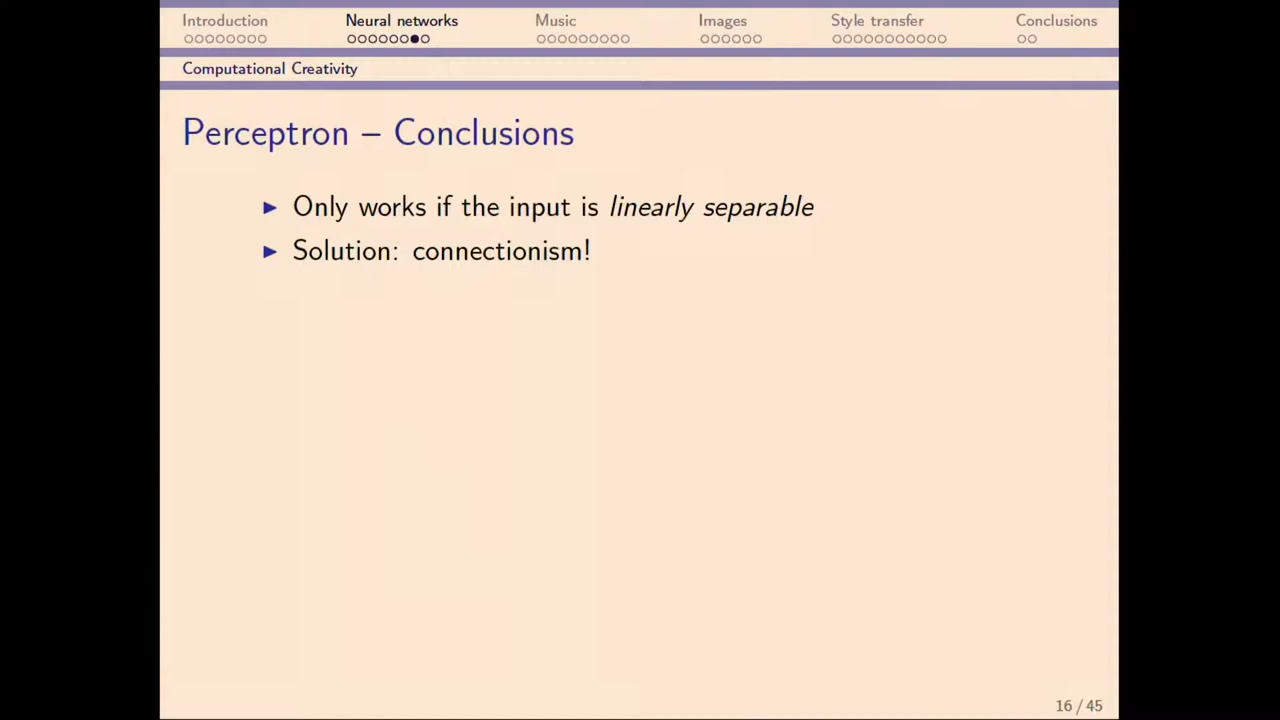 Introduction Neural networks Music Images Style transfer Conclusions
Computational Creativity
Perceptron – Conclusions
Only works if the input is linearly separable
Solution: connectionism!
16 / 45